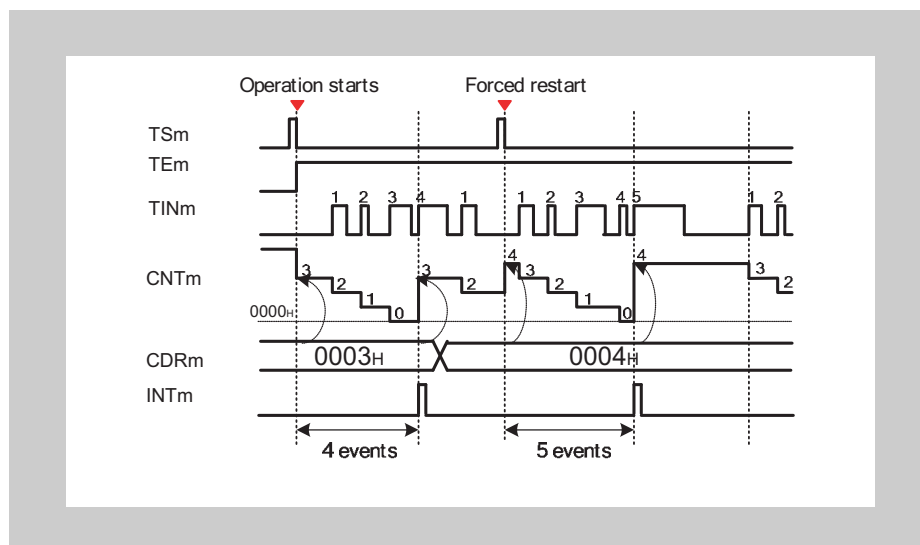 Operation starts Forced restart
TSm
TEm
TINm 1 2 3 4 1 1 2 3 4 5 1 2
CNTm 3 2 1 0 3 2 4 3 2 1 0 4 3 2
0000H
CDRm 0003H 0004H
INTm
4 events 5 events